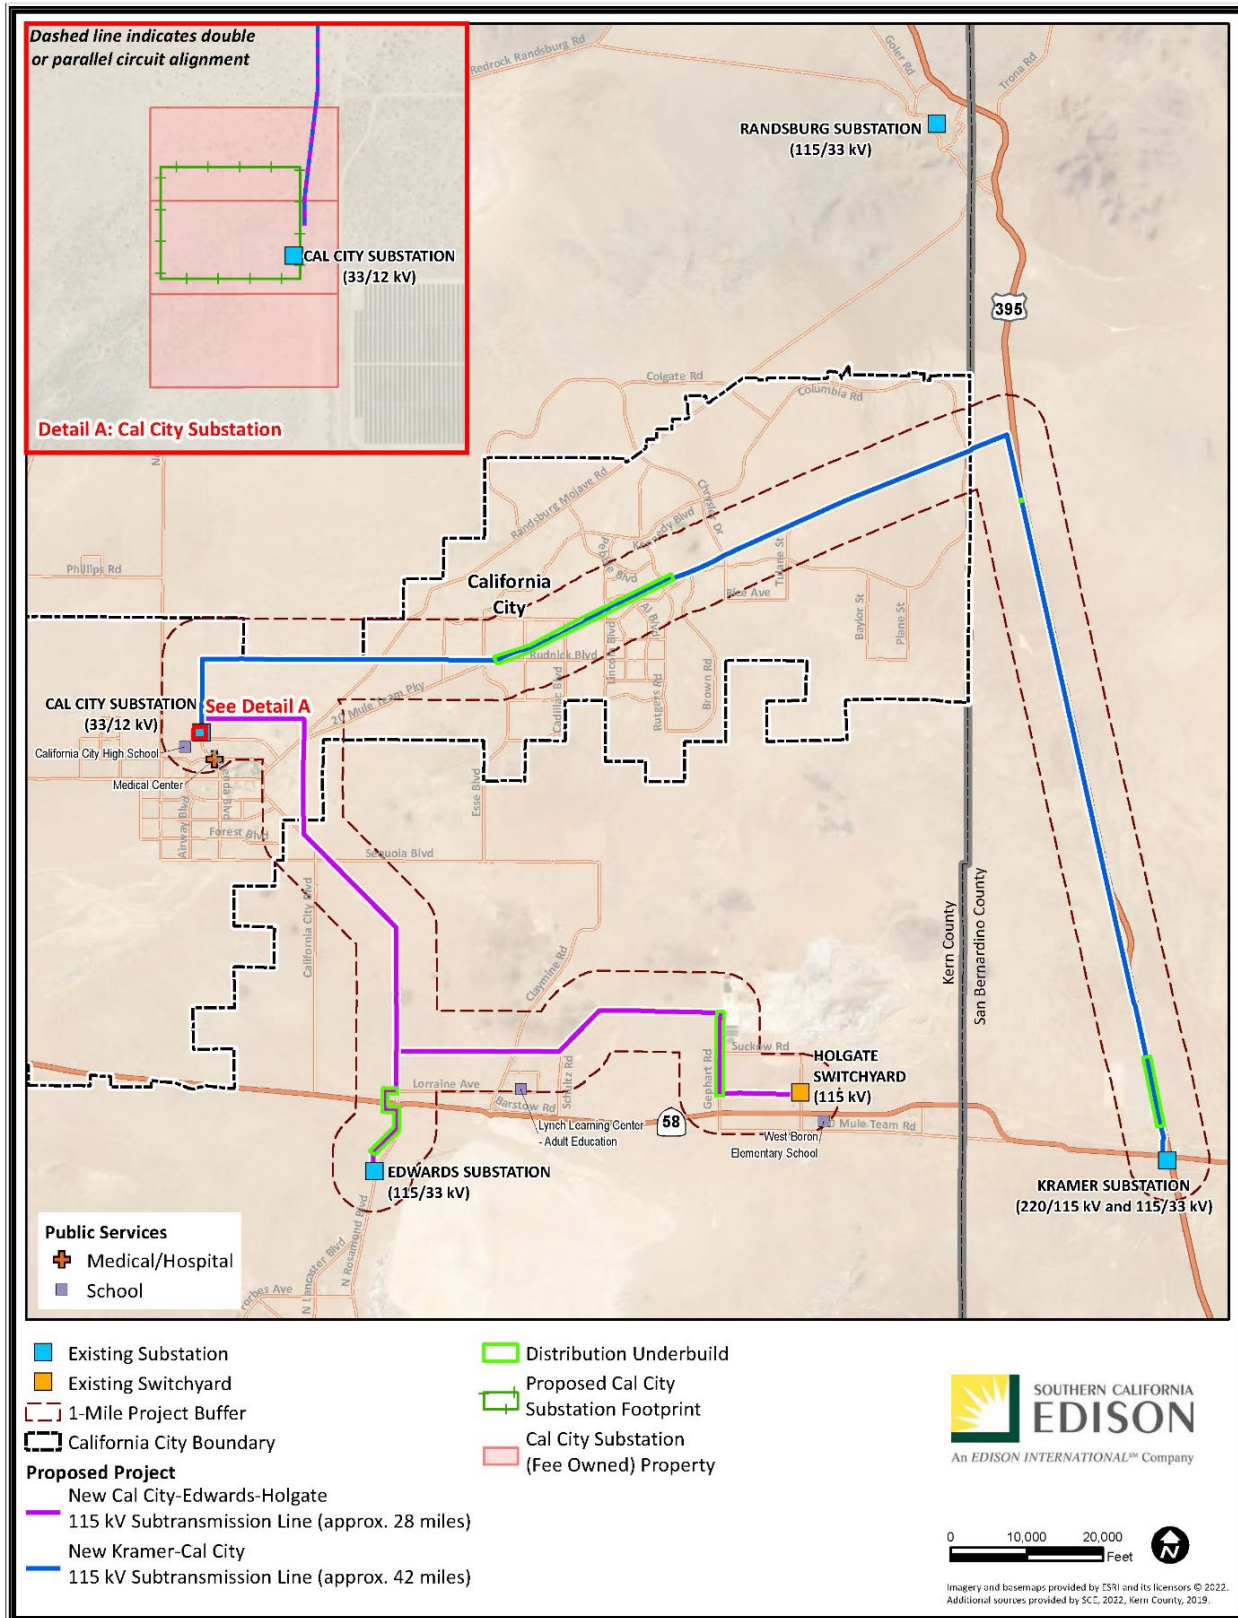 Dashed line indicates double
or parallel circuit alignment
CAL CITY SUBSTATION
(33/12 kV)
Detail A: Cal City Substation
Redrock Randsburg Rd
Goler Rd
Trona Rd
RANDSBURG SUBSTATION
(115/33 kV)
395
Colgate Rd
Columbia Rd
Randsburg Mojave Rd
Chrysler Dr
Kennedy Blvd
Phillips Rd
California
City
Tulane St
Rice Ave
Baylor St
Plane St
Rudnick Blvd
Lincoln Blvd
Al Blvd
Cadillac Blvd
Rutgers Rd
Brown Rd
20 Mule Team Pky
CAL CITY SUBSTATION
(33/12 kV)
See Detail A
California City High School
Medical Center
Airway Blvd
Forest Blvd
Esse Blvd
Sequoia Blvd
California City Blvd
Claymine Rd
Kern County
San Bernardino County
Suckow Rd
HOLGATE
SWITCHYARD
(115 kV)
Gephart Rd
Schultz Rd
Lorraine Ave
Barstow Rd
Lynch Learning Center
- Adult Education
58
0 Mule Team Rd
West Boron
Elementary School
EDWARDS SUBSTATION
(115/33 kV)
KRAMER SUBSTATION
(220/115 kV and 115/33 kV)
N Rosamond Blvd
N Lancaster Blvd
orbes Ave
Public Services
Medical/Hospital
School
Existing Substation
Existing Switchyard
1-Mile Project Buffer
California City Boundary
Proposed Project
New Cal City-Edwards-Holgate
115 kV Subtransmission Line (approx. 28 miles)
New Kramer-Cal City
115 kV Subtransmission Line (approx. 42 miles)
Distribution Underbuild
Proposed Cal City
Substation Footprint
Cal City Substation
(Fee Owned) Property
SOUTHERN CALIFORNIA
EDISON
An EDISON INTERNATIONAL℠ Company
0 10,000 20,000
Feet
N
Imagery and basemaps provided by ESRI and its licensors © 2022.
Additional sources provided by SCE, 2022, Kern County, 2019.